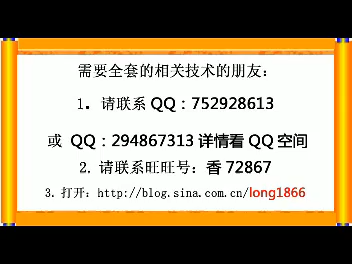 需要全套的相关技术的朋友:
1. 请联系 QQ:752928613
或 QQ:294867313 详情看 QQ 空间
2. 请联系旺旺号:香 72867
3. 打开:http://blog.sina.com.cn/long1866